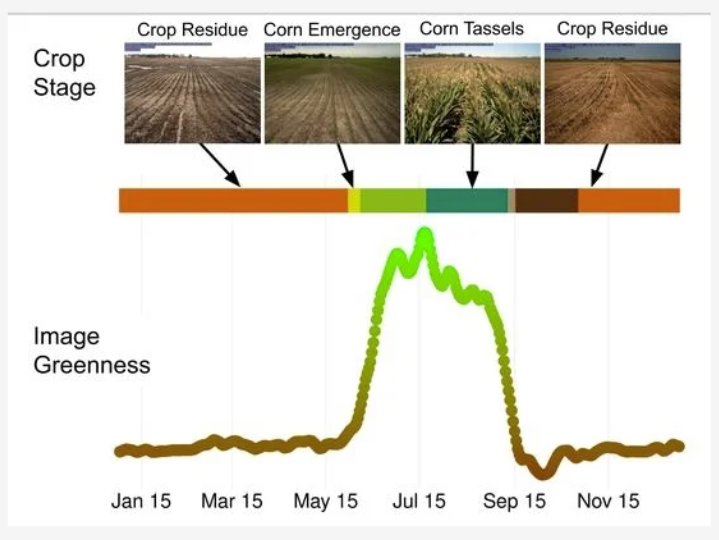 Crop Residue
Corn Emergence
Corn Tassels
Crop Residue
Crop
Stage
Image
Greenness
Jan 15
Mar 15
May 15
Jul 15
Sep 15
Nov 15